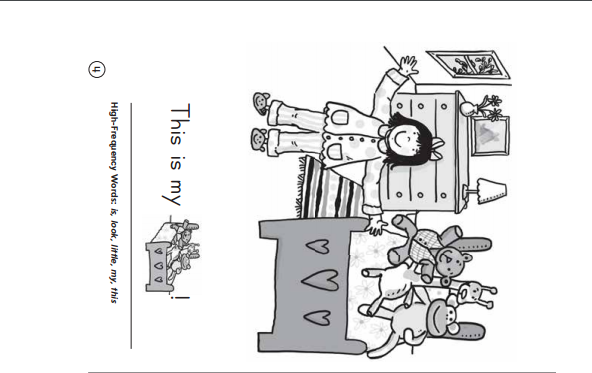 This is my !
High-Frequency Words: is, look, little, my, this
4